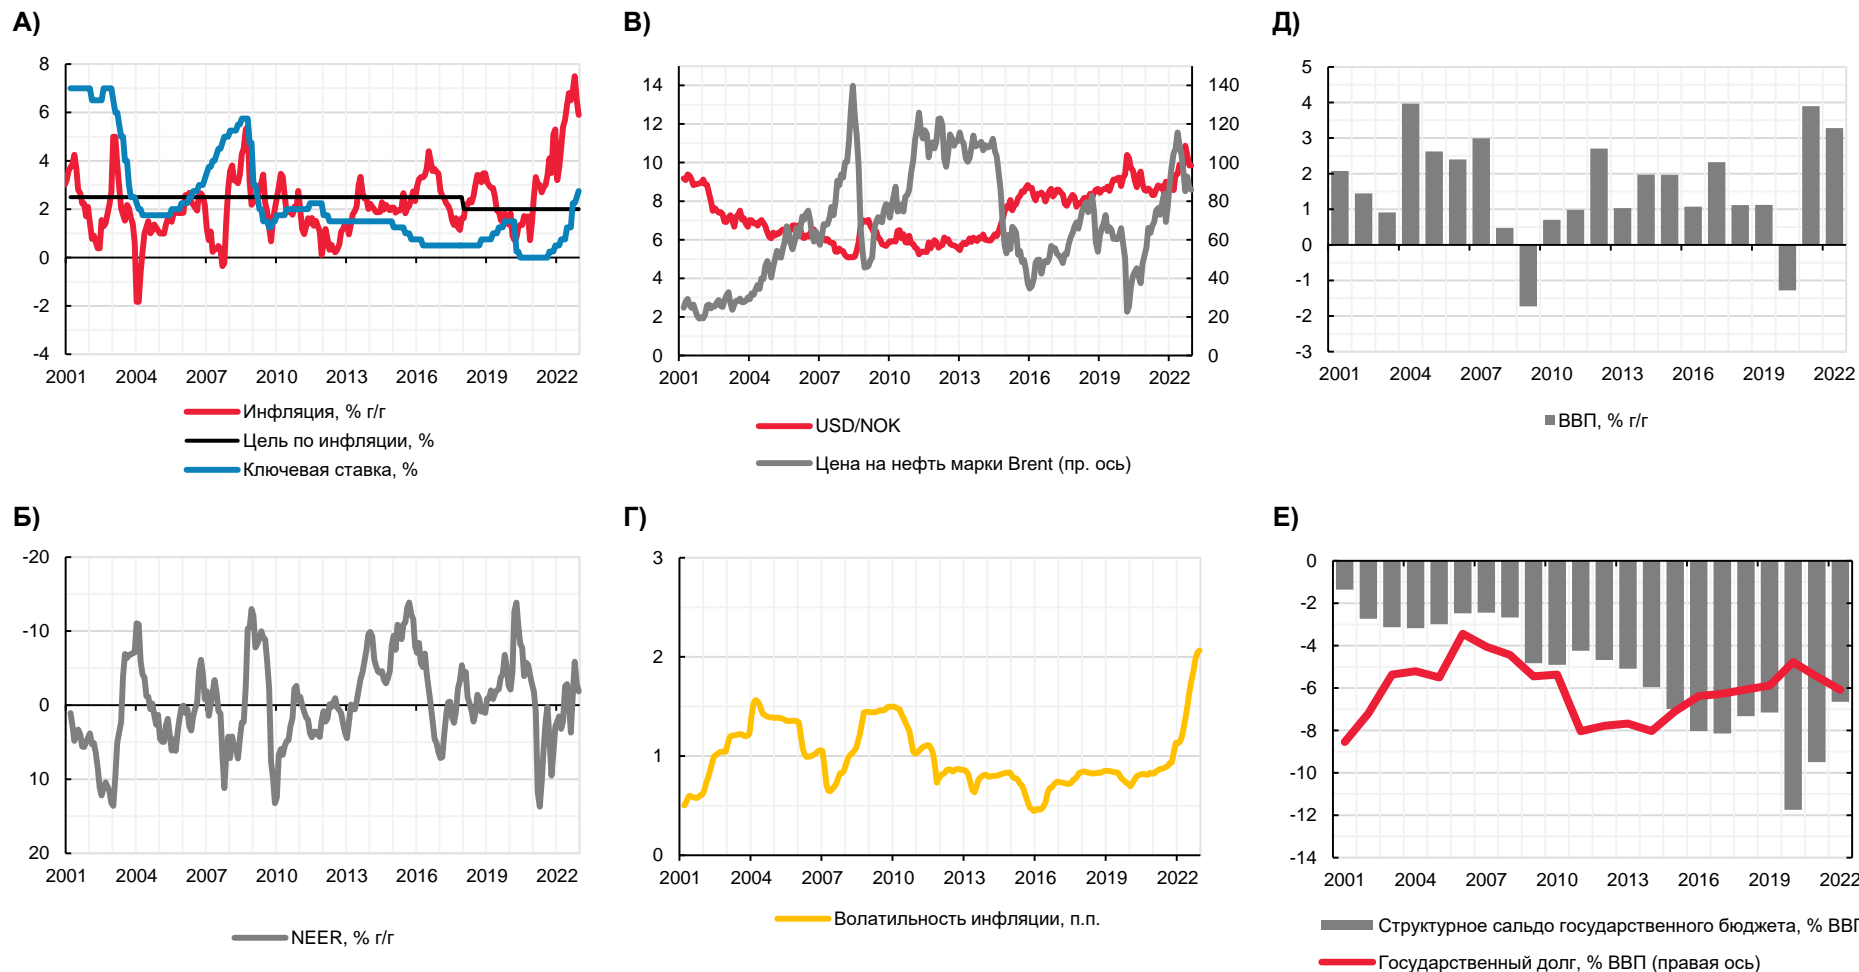 А)
8
6
4
2
0
-2
-4
2001 2004 2007 2010 2013 2016 2019 2022
Инфляция, % г/г
Цель по инфляции, %
Ключевая ставка, %
В)
14 140
12 120
10 100
8 80
6 60
4 40
2 20
0 0
2001 2004 2007 2010 2013 2016 2019 2022
USD/NOK
Цена на нефть марки Brent (пр. ось)
Д)
5
4
3
2
1
0
-1
-2
-3
2001 2004 2007 2010 2013 2016 2019 2022
ВВП, % г/г
Б)
-20
-10
0
10
20
2001 2004 2007 2010 2013 2016 2019 2022
NEER, % г/г
Г)
3
2
1
0
2001 2004 2007 2010 2013 2016 2019 2022
Волатильность инфляции, п.п.
Е)
0
-2
-4
-6
-8
-10
-12
-14
2001 2004 2007 2010 2013 2016 2019 2022
Структурное сальдо государственного бюджета, % ВВП
Государственный долг, % ВВП (правая ось)